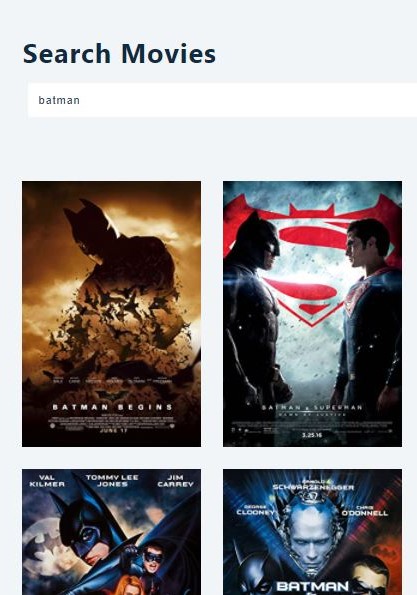 Search Movies
batman
BATMAN BEGINS
JUNE 17
BATMAN v SUPERMAN
DAWN OF JUSTICE
3.25.16
VAL KILMER
TOMMY LEE JONES
JIM CARREY
ARNOLD SCHWARZENEGGER
GEORGE CLOONEY
CHRIS O'DONNELL
BATMAN